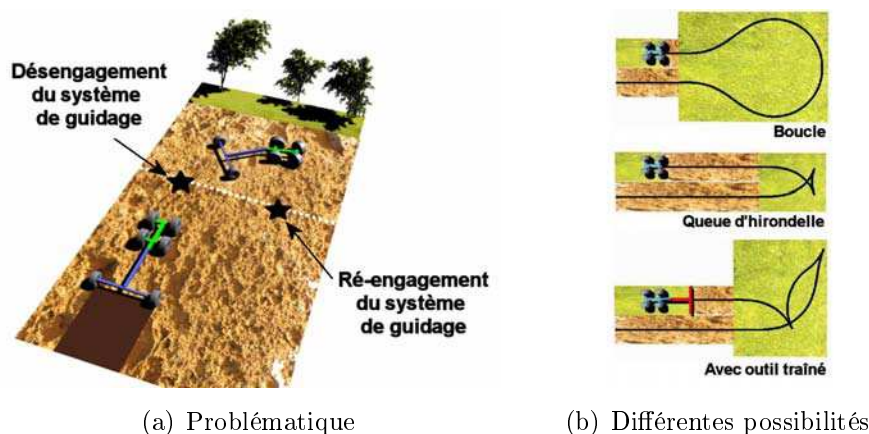 Désengagement
du système
de guidage
Ré-engagement
du système
de guidage
Boucle
Queue d'hirondelle
Avec outil traîné
(a) Problématique
(b) Différentes possibilités